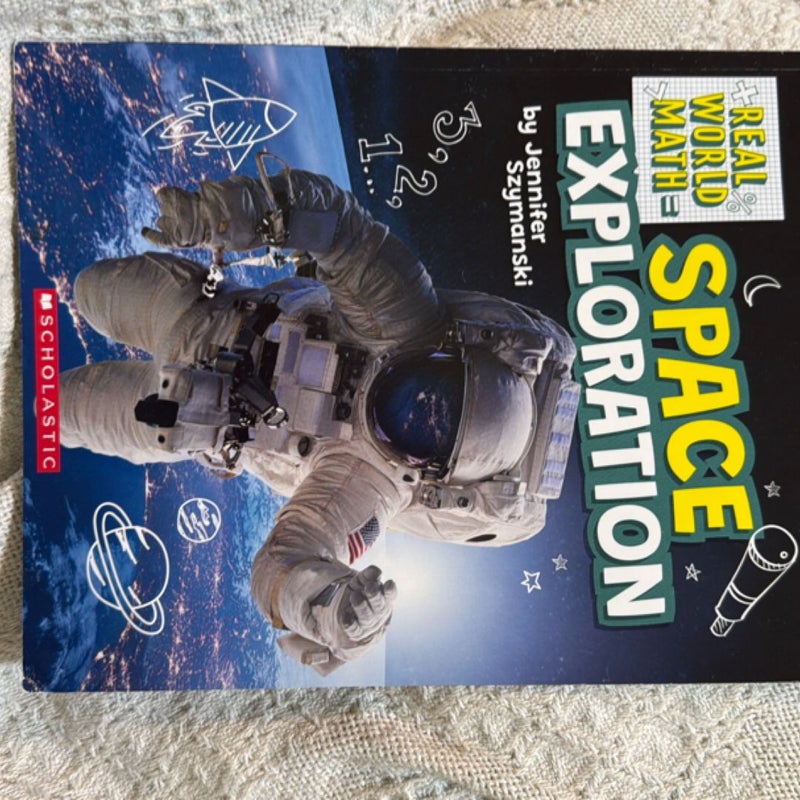 REAL
WORLD
MATH
SPACE
EXPLORATION
by Jennifer
Szymanski
3, 2,
1...
SCHOLASTIC